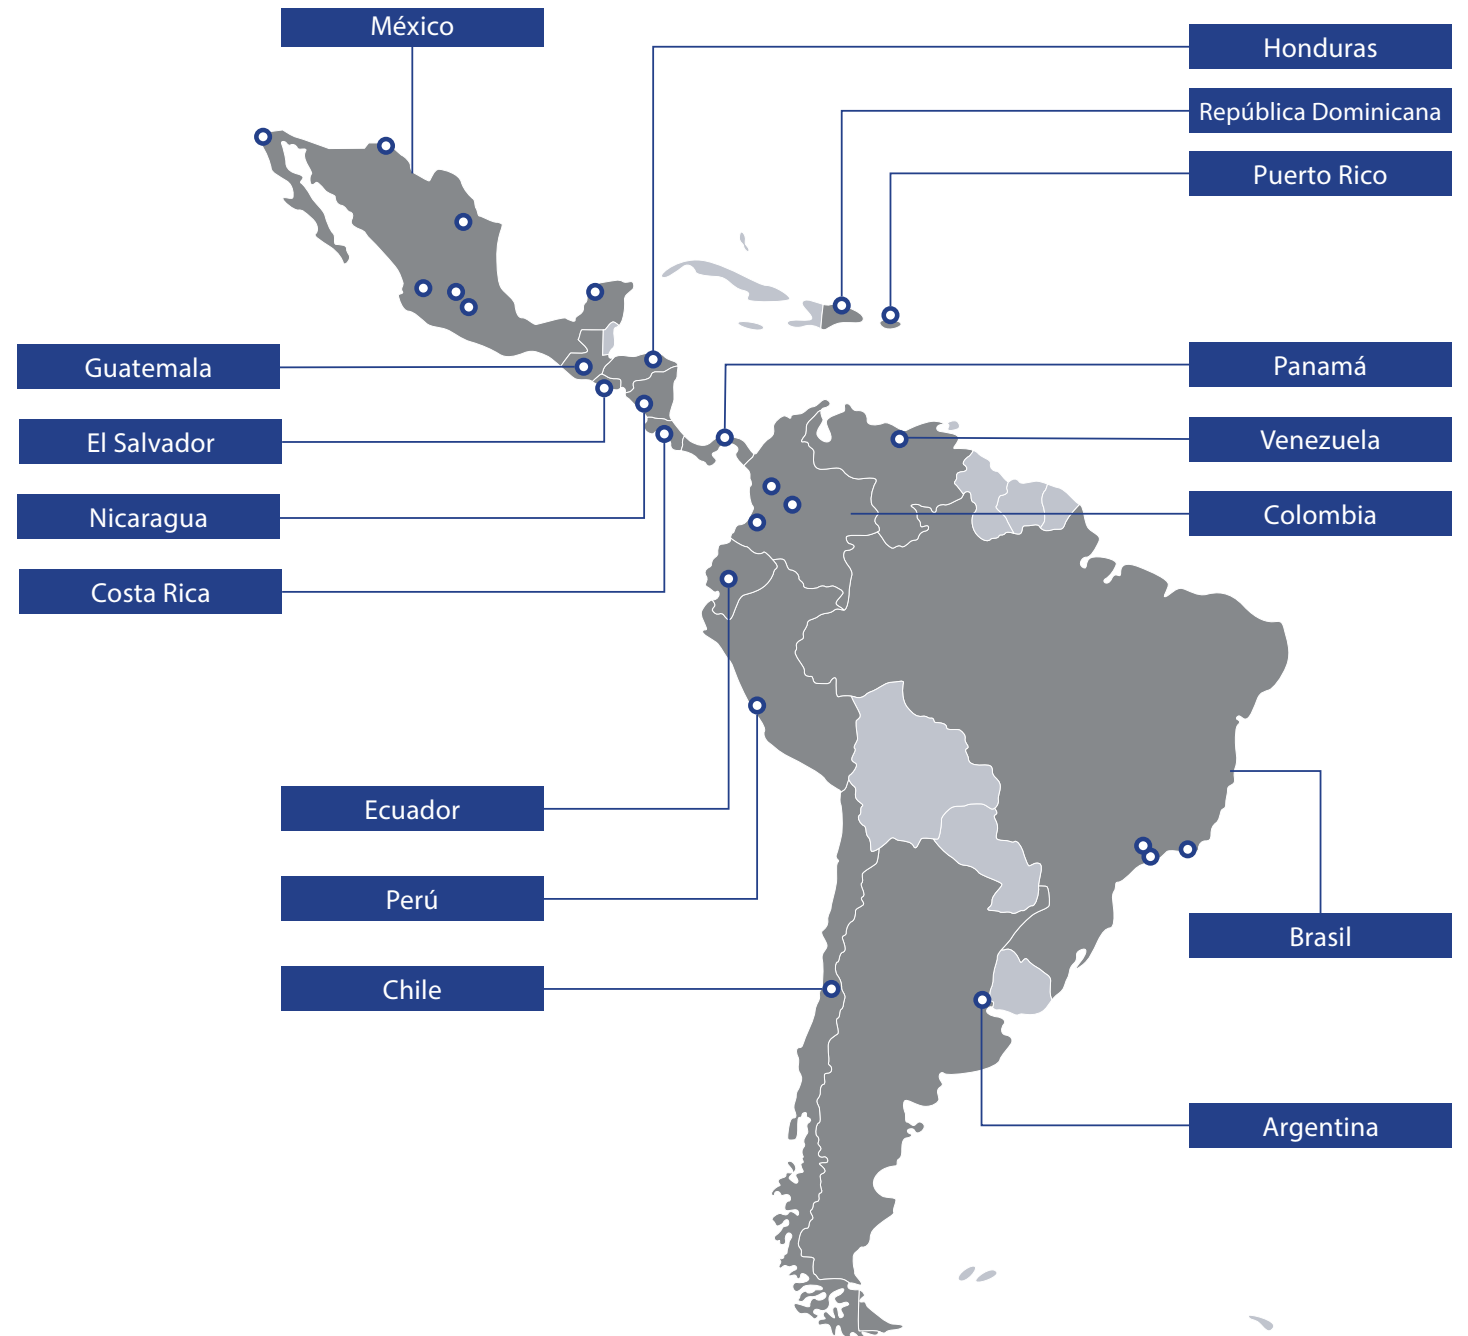 México
Honduras
República Dominicana
Puerto Rico
Guatemala
Panamá
El Salvador
Venezuela
Nicaragua
Colombia
Costa Rica
Ecuador
Perú
Brasil
Chile
Argentina